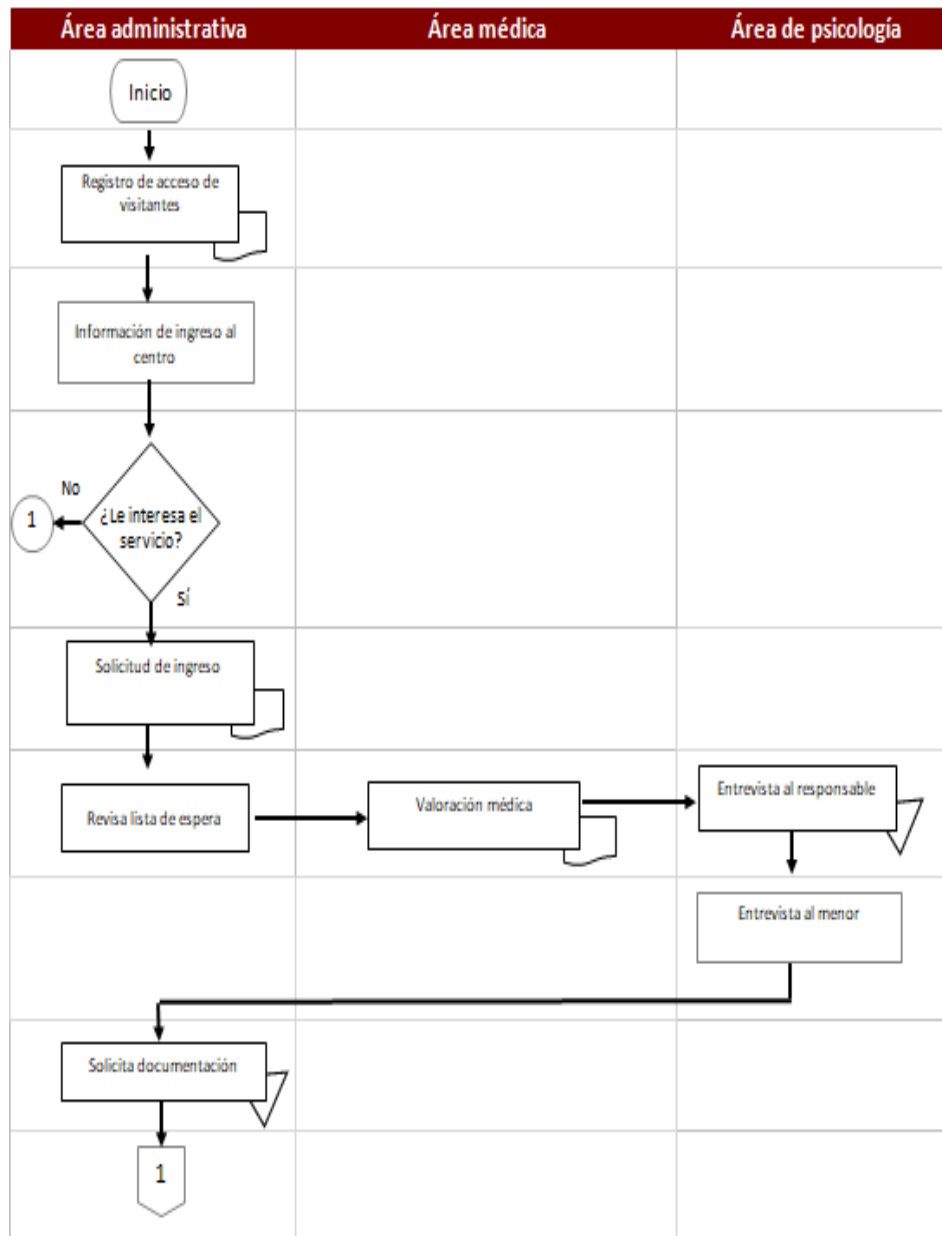 Área administrativa
Área médica
Área de psicología
Inicio
Registro de acceso de
visitantes
Información de ingreso al
centro
No
1
¿Le interesa el
servicio?
Sí
Solicitud de ingreso
Revisa lista de espera
Valoración médica
Entrevista al responsable
Entrevista al menor
Solicita documentación
1